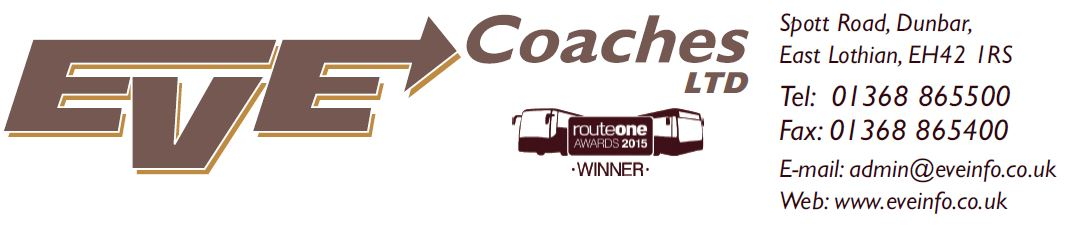 EVE
Coaches
LTD
routeone
AWARDS 2015
·WINNER·
Spott Road, Dunbar,
East Lothian, EH42 1RS
Tel: 01368 865500
Fax: 01368 865400
E-mail: admin@eveinfo.co.uk
Web: www.eveinfo.co.uk